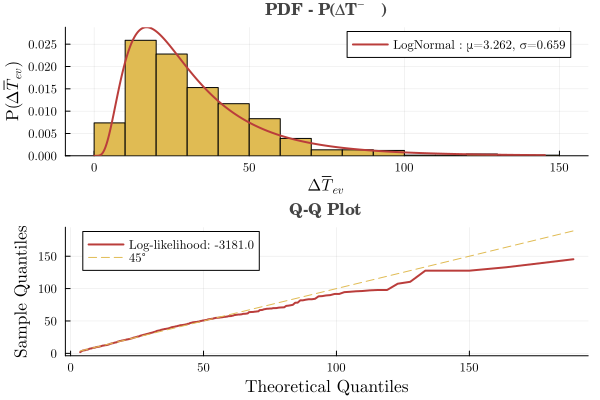 PDF - P(ΔT⁻ )
0.025
0.020
0.015
0.010
0.005
0.000
P(ΔT̅ₑᵥ)
LogNormal : μ=3.262, σ=0.659
0 50 100 150
ΔT̅ₑᵥ
Q-Q Plot
150
100
50
0
Sample Quantiles
Log-likelihood: -3181.0
45°
0 50 100 150
Theoretical Quantiles